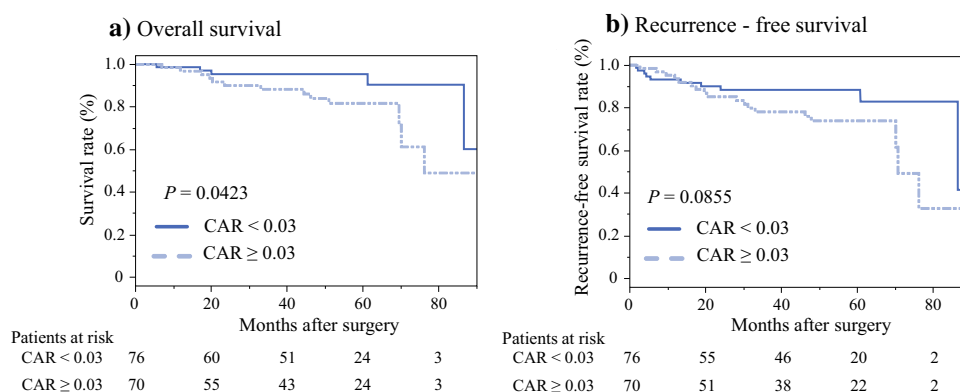 a) Overall survival
Survival rate (%)
1.0
0.8
0.6
0.4
0.2
0
P = 0.0423
CAR < 0.03
CAR ≥ 0.03
0 20 40 60 80
Months after surgery
Patients at risk
CAR < 0.03 76 60 51 24 3
CAR ≥ 0.03 70 55 43 24 3
b) Recurrence - free survival
Recurrence-free survival rate (%)
1.0
0.8
0.6
0.4
0.2
0
P = 0.0855
CAR < 0.03
CAR ≥ 0.03
0 20 40 60 80
Months after surgery
Patients at risk
CAR < 0.03 76 55 46 20 2
CAR ≥ 0.03 70 51 38 22 2